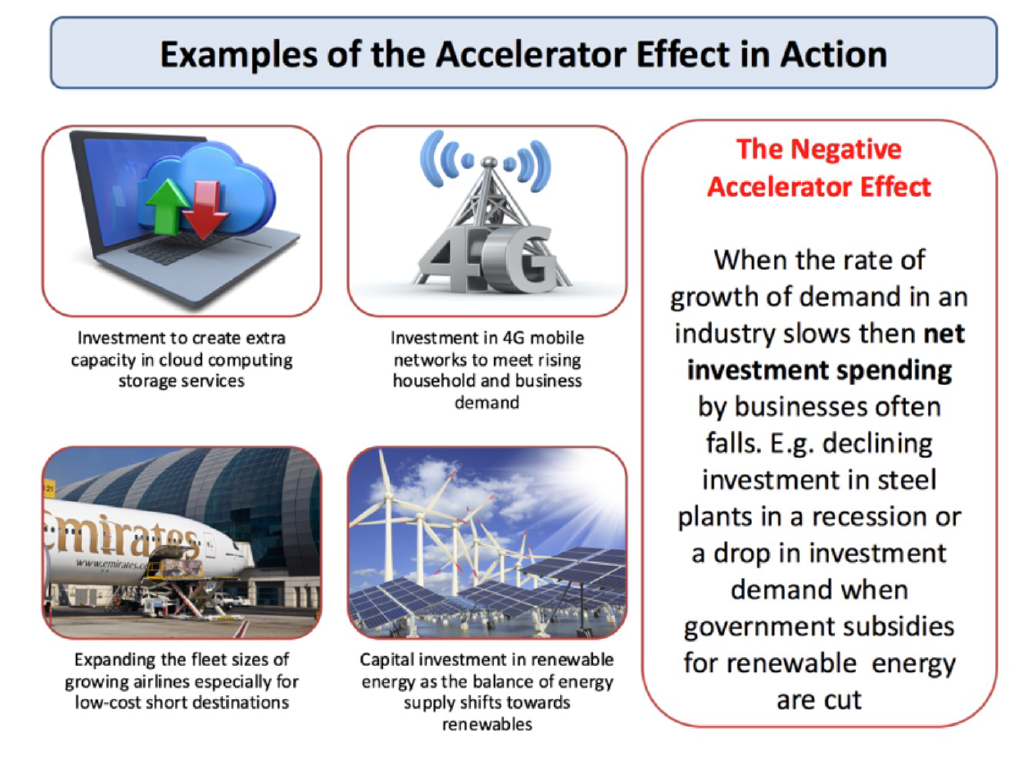 Examples of the Accelerator Effect in Action
4G
Investment to create extra
capacity in cloud computing
storage services
Investment in 4G mobile
networks to meet rising
household and business
demand
21
Emirates
www.emirates.co
Expanding the fleet sizes of
growing airlines especially for
low-cost short destinations
Capital investment in renewable
energy as the balance of energy
supply shifts towards
renewables
The Negative
Accelerator Effect
When the rate of
growth of demand in an
industry slows then net
investment spending
by businesses often
falls. E.g. declining
investment in steel
plants in a recession or
a drop in investment
demand when
government subsidies
for renewable energy
are cut